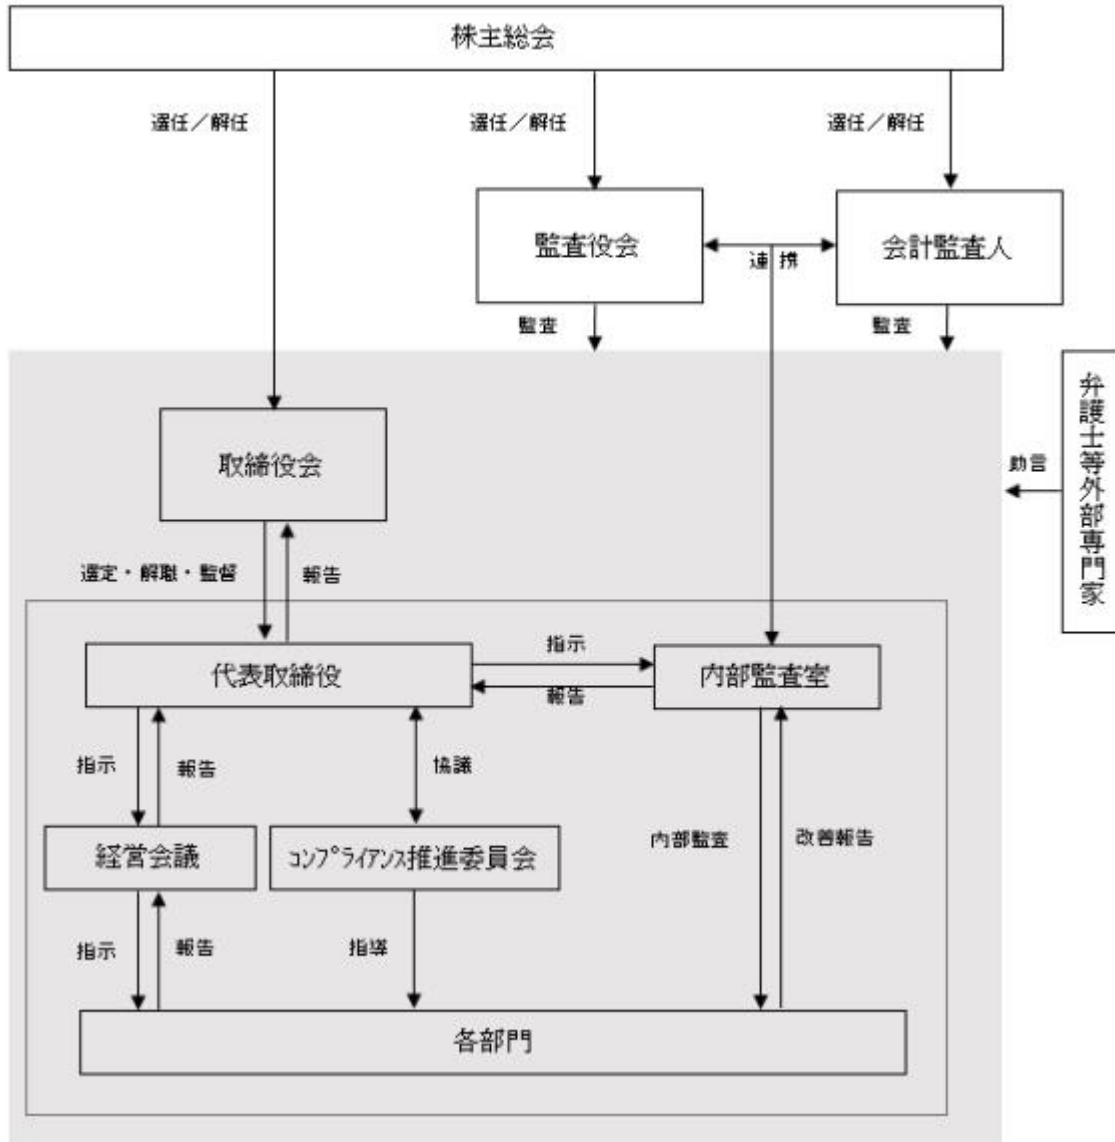 株主総会
選任／解任
選任／解任
選任／解任
監査役会
会計監査人
連携
監査
監査
弁護士等外部専門家
助言
取締役会
選定・解職・監督
報告
代表取締役
指示
報告
内部監査室
指示
報告
協議
経営会議
ｺﾝﾌﾟﾗｲｱﾝｽ推進委員会
内部監査
改善報告
指示
報告
指導
各部門